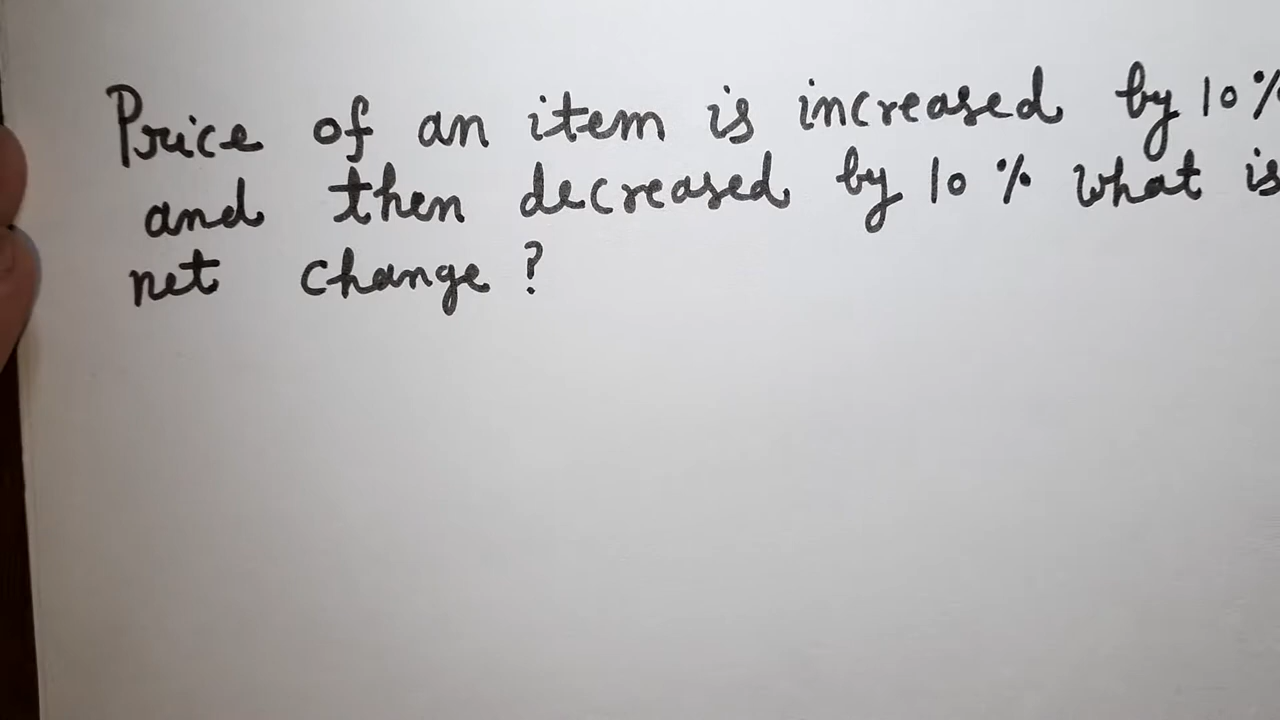 Price of an item is increased by 10%
and then decreased by 10% what is
net change ?